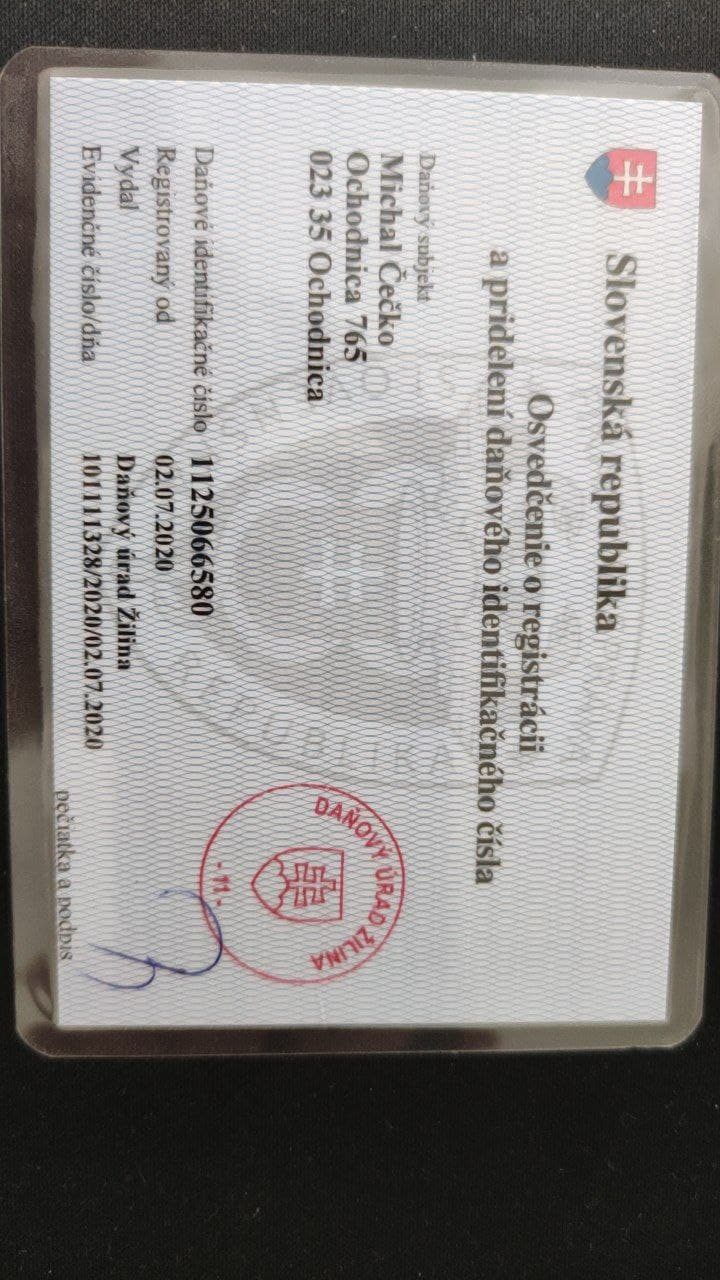 Slovenská republika
Osvedčenie o registrácii
a pridelení daňového identifikačného čísla
Daňový subjekt
Michal Čečko
Ochodnica 765
023 35 Ochodnica
DAŇOVÝ ÚRAD ŽILINA
- 11 -
Daňové identifikačné číslo 1125066580
Registrovaný od 02.07.2020
Vydal Daňový úrad Žilina
Evidenčné číslo/dňa 101111328/2020/02.07.2020
pečiatka a podpis